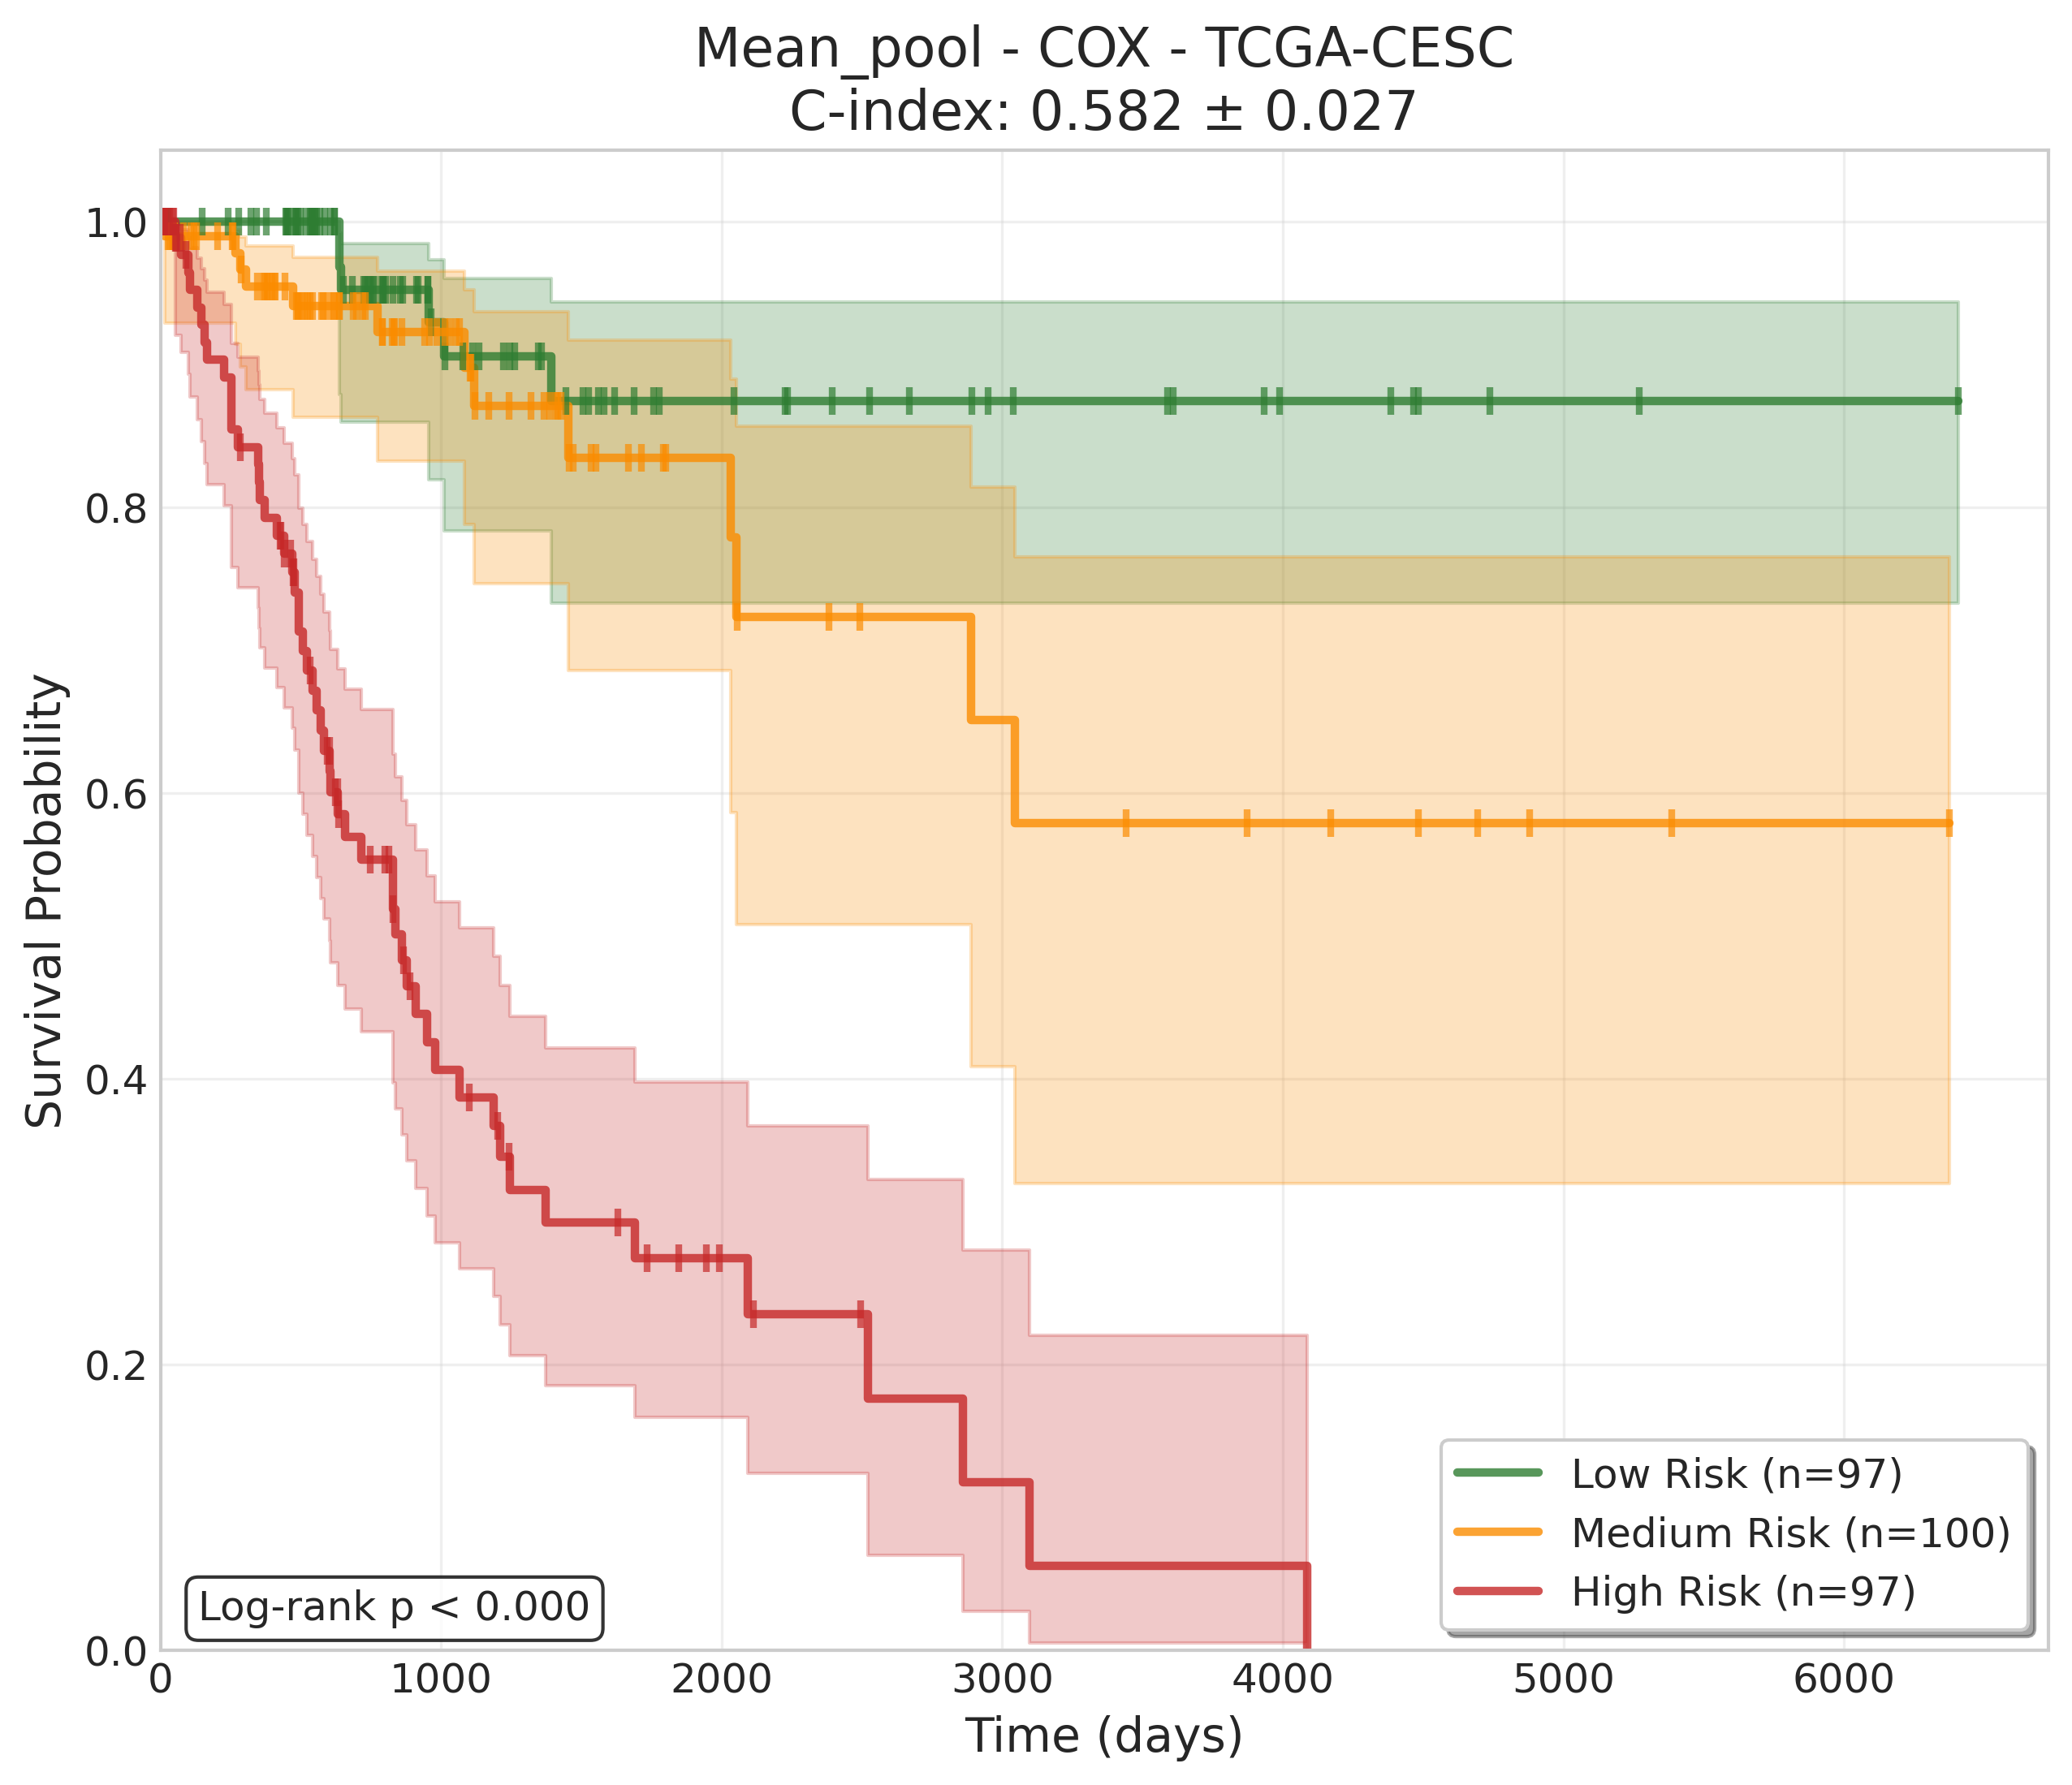 Mean_pool - COX - TCGA-CESC
C-index: 0.582 ± 0.027
Survival Probability
1.0
0.8
0.6
0.4
0.2
0.0
0 1000 2000 3000 4000 5000 6000
Time (days)
Log-rank p < 0.000
Low Risk (n=97)
Medium Risk (n=100)
High Risk (n=97)